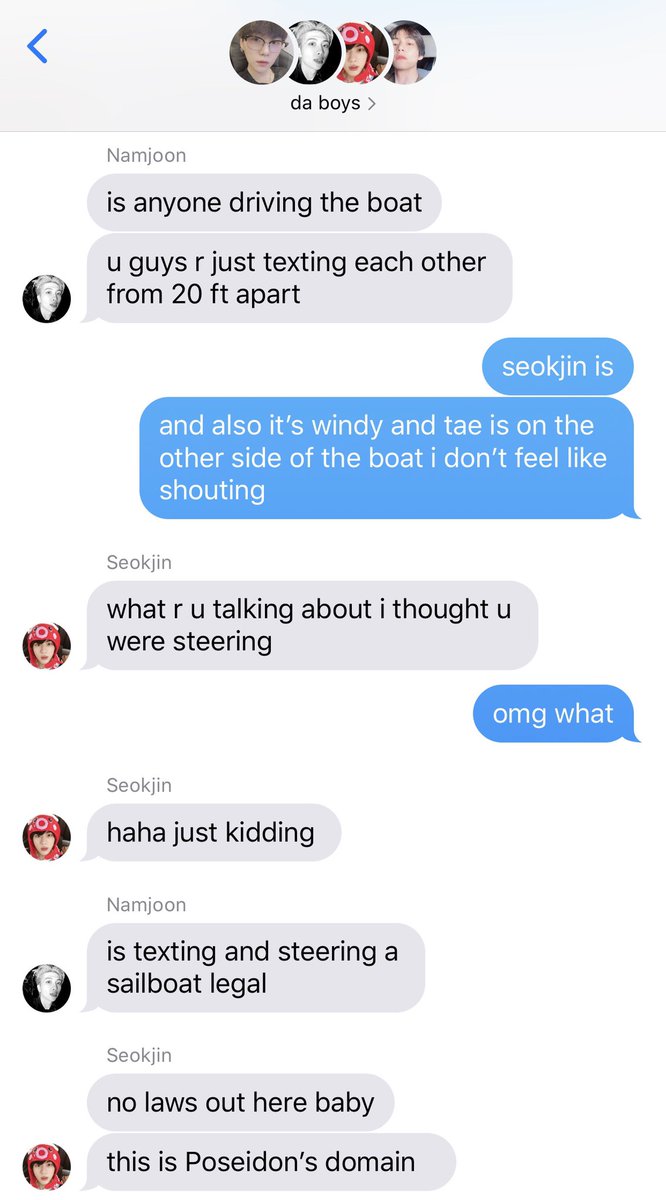 da boys
Namjoon
is anyone driving the boat
u guys r just texting each other
from 20 ft apart
seokjin is
and also it’s windy and tae is on the
other side of the boat i don’t feel like
shouting
Seokjin
what r u talking about i thought u
were steering
omg what
Seokjin
haha just kidding
Namjoon
is texting and steering a
sailboat legal
Seokjin
no laws out here baby
this is Poseidon’s domain